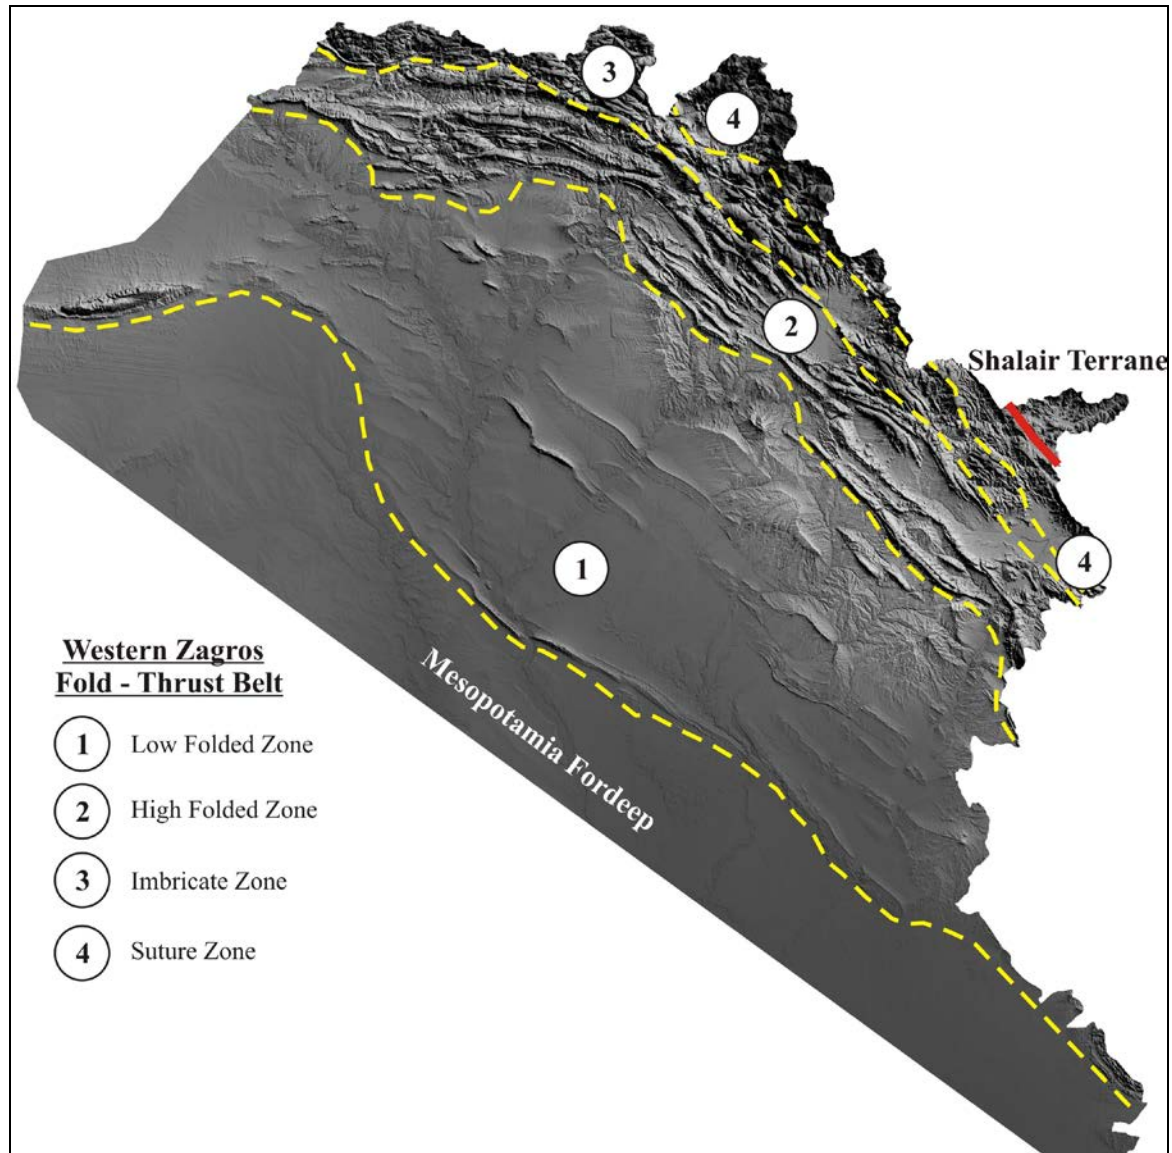 3
4
2
Shalair Terrane
1
4
Mesopotamia Fordeep
Western Zagros
Fold - Thrust Belt
1 Low Folded Zone
2 High Folded Zone
3 Imbricate Zone
4 Suture Zone